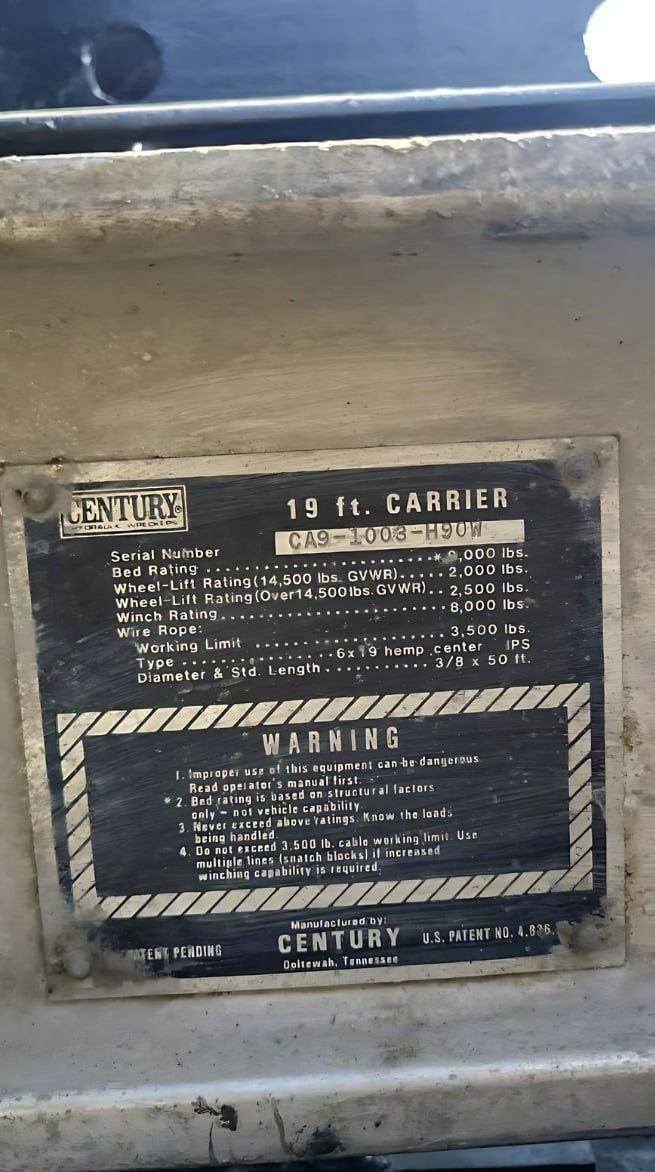 CENTURY
HYDRAULIC WRECKERS
19 ft. CARRIER
Serial Number CA9-1003-H90W
Bed Rating ................ * 9,000 lbs.
Wheel-Lift Rating (14,500 lbs. GVWR)..... 2,000 lbs.
Wheel-Lift Rating (Over 14,500 lbs. GVWR).. 2,500 lbs.
Winch Rating................ 8,000 lbs.
Wire Rope:
Working Limit ................ 3,500 lbs.
Type ............. 6x19 hemp center IPS
Diameter & Std. Length........... 3/8 x 50 ft.
WARNING
1. Improper use of this equipment can be dangerous
Read operator's manual first.
* 2. Bed rating is based on structural factors
only - not vehicle capability.
3. Never exceed above ratings. Know the loads
being handled.
4. Do not exceed 3,500 lb. cable working limit. Use
multiple lines (snatch blocks) if increased
winching capability is required.
Manufactured by:
PENDING
CENTURY
U.S. PATENT NO. 4,836,
Ooltewah, Tennessee